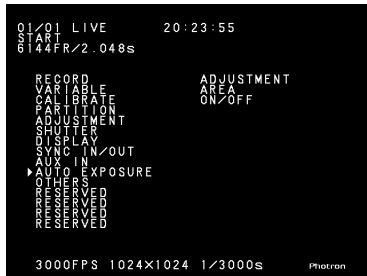 01/01 LIVE 20:23:55
START
6144FR/2.048s
RECORD ADJUSTMENT
VARIABLE AREA
CALIBRATE ON/OFF
PARTITION
ADJUSTMENT
SHUTTER
DISPLAY
SYNC IN/OUT
AUX IN
▶AUTO EXPOSURE
OTHERS
RESERVED
RESERVED
RESERVED
RESERVED
3000FPS 1024×1024 1/3000s Photron